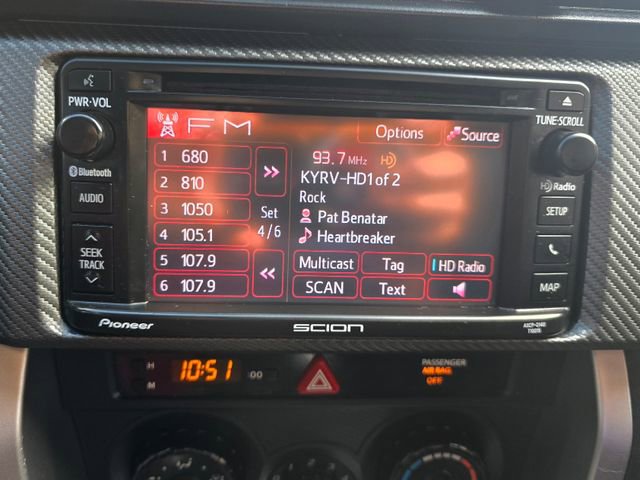 PWR•VOL
Bluetooth
AUDIO
SEEK
TRACK
FM
Options
Source
1 680
2 810
3 1050
4 105.1
5 107.9
6 107.9
Set
4/6
93.7 MHz HD
KYRV-HD1 of 2
Rock
Pat Benatar
Heartbreaker
Multicast Tag HD Radio
SCAN Text
TUNE•SCROLL
HD Radio
SETUP
MAP
Pioneer
SCION
H
M
10:51
:00
PASSENGER
AIR BAG
OFF